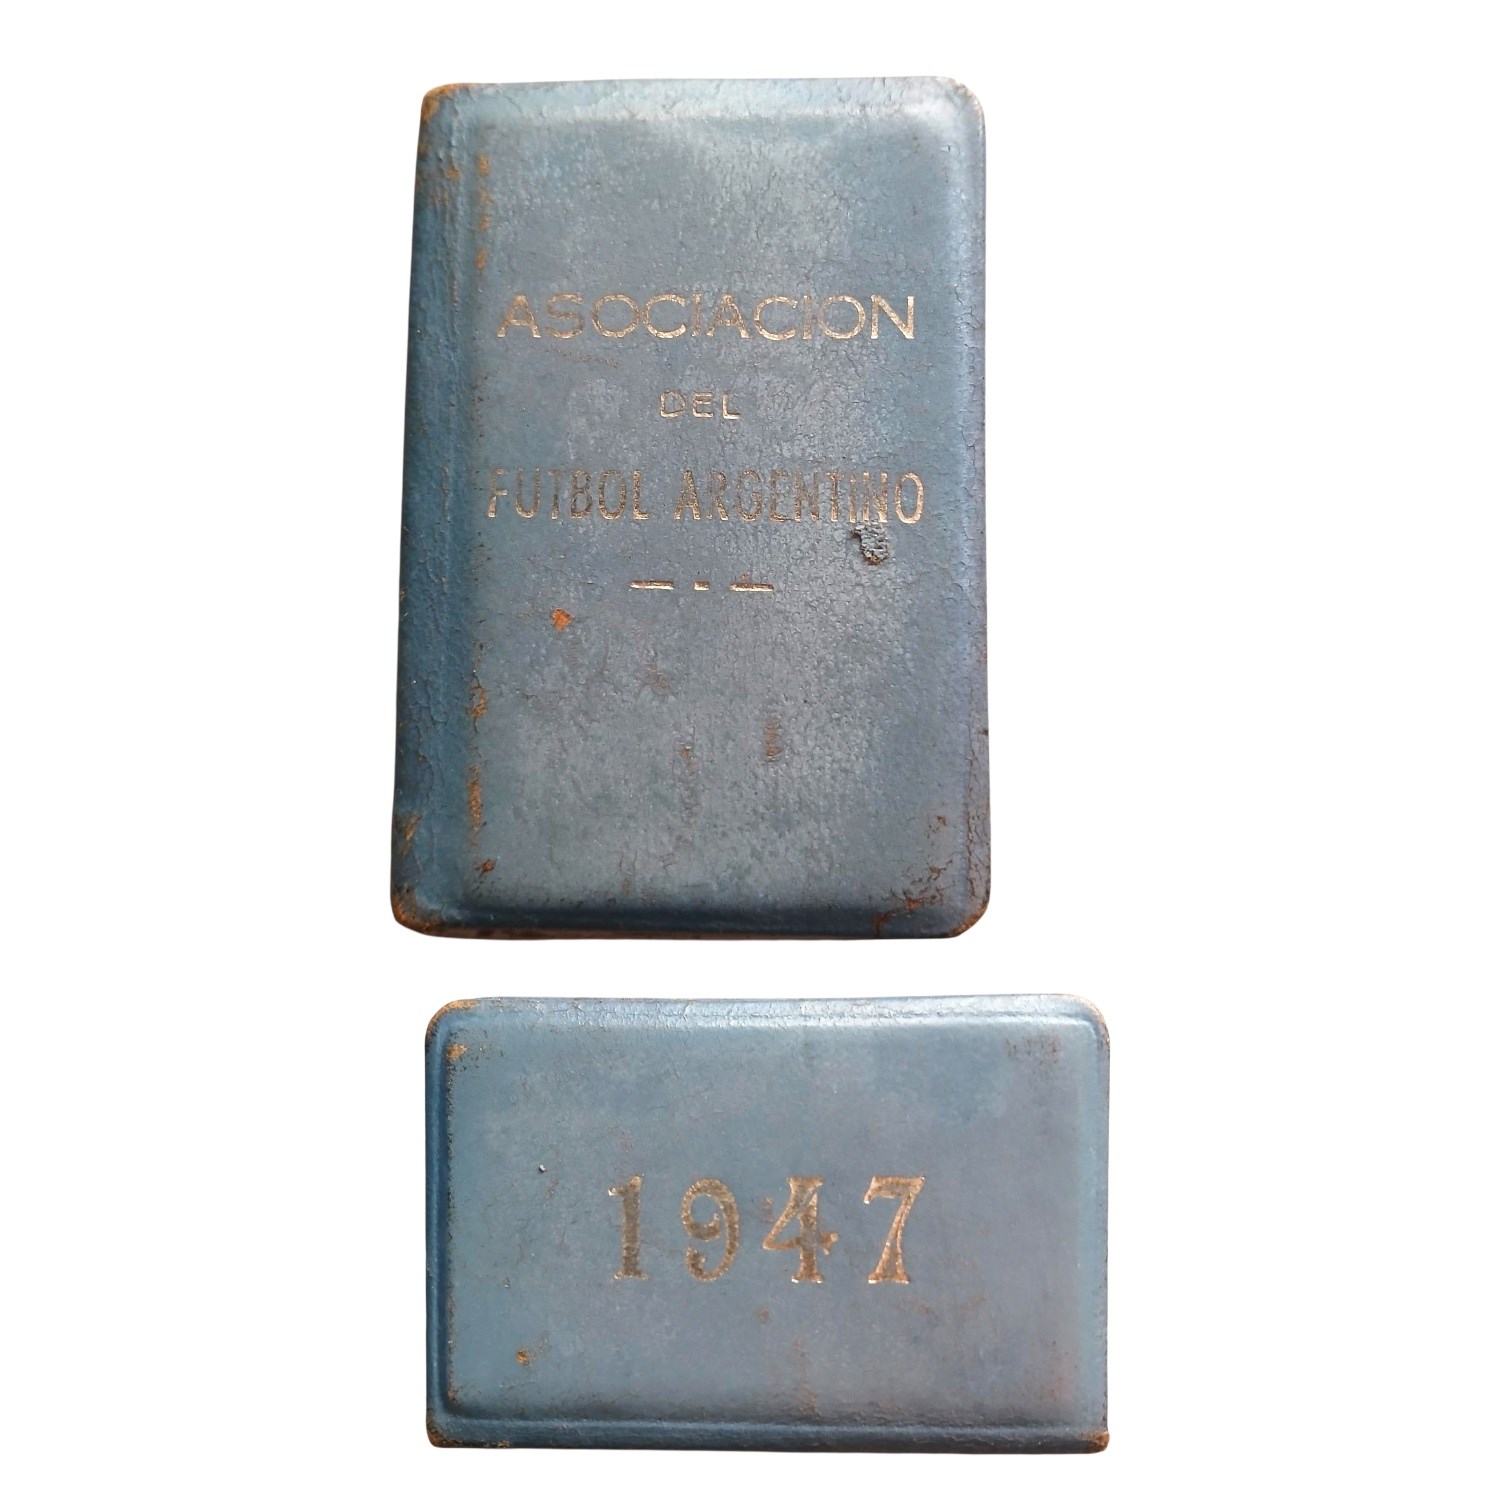 ASOCIACION
DEL
FUTBOL ARGENTINO
1947